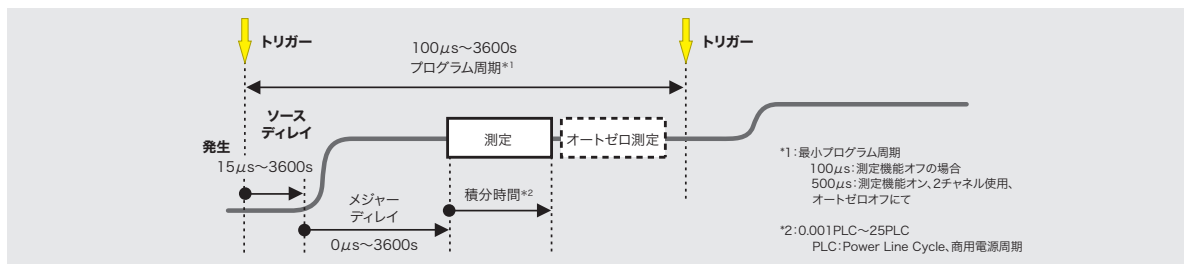 トリガー
100μs～3600s
プログラム周期*1
トリガー
ソース
ディレイ
発生
15μs～3600s
測定
オートゼロ測定
メジャー
ディレイ
0μs～3600s
積分時間*2
*1:最小プログラム周期
100μs:測定機能オフの場合
500μs:測定機能オン、2チャネル使用、
オートゼロオフにて
*2:0.001PLC～25PLC
PLC:Power Line Cycle、商用電源周期